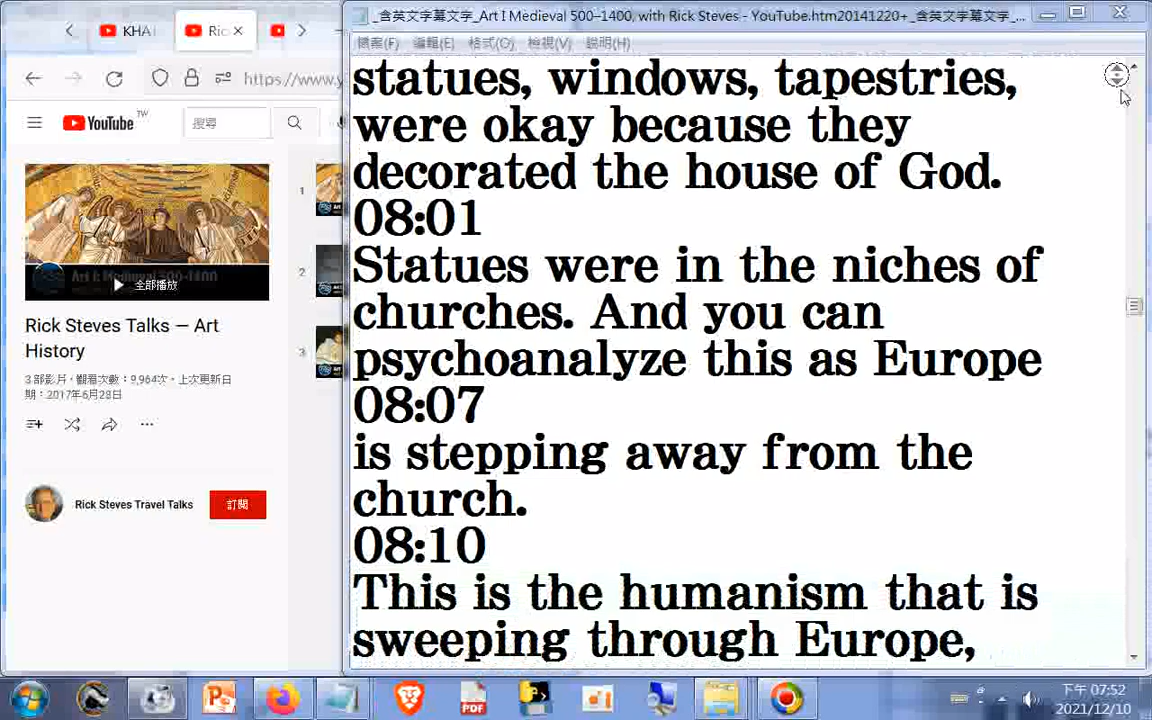 KHA
Ric
_含英文字幕文字_Art I Medieval 500–1400, with Rick Steves - YouTube.htm20141220+_含英文字幕文字_...
檔案(F) 編輯(E) 格式(O) 檢視(V) 說明(H)
https://www.y
YouTube TW
搜尋
Art I: Medieval 500-1400
全部播放
Rick Steves Talks — Art
History
3 部影片 • 觀看次數：9,964次 • 上次更新日
期：2017年6月28日
Rick Steves Travel Talks
訂閱
1
2
3
statues, windows, tapestries,
were okay because they
decorated the house of God.
08:01
Statues were in the niches of
churches. And you can
psychoanalyze this as Europe
08:07
is stepping away from the
church.
08:10
This is the humanism that is
sweeping through Europe,
PDF
下午 07:52
2021/12/10